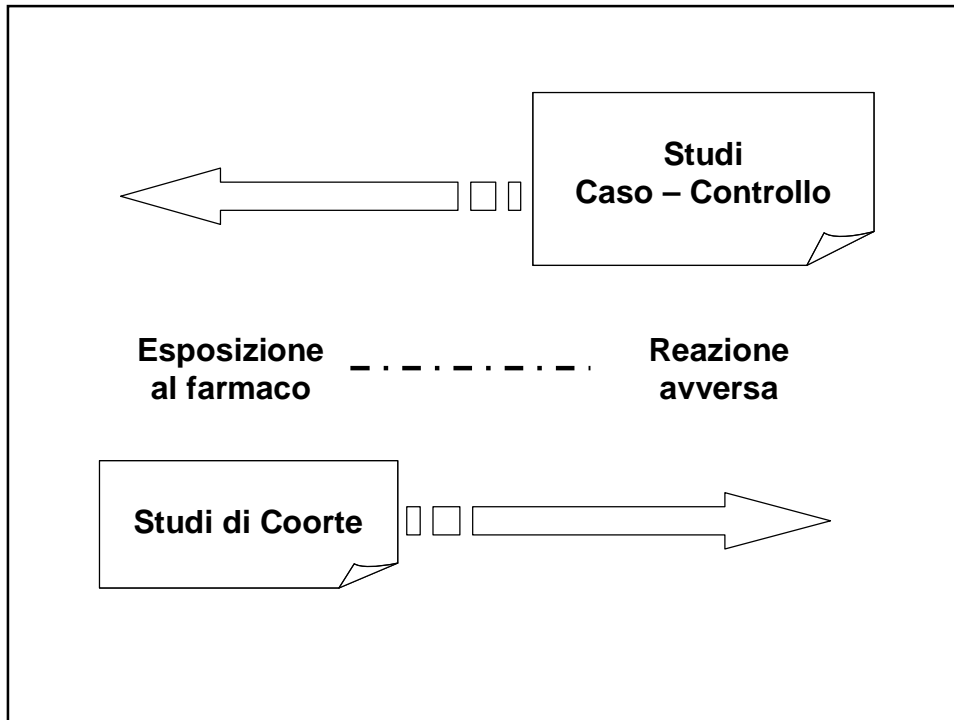 Studi
Caso – Controllo
Esposizione
al farmaco
Reazione
avversa
Studi di Coorte